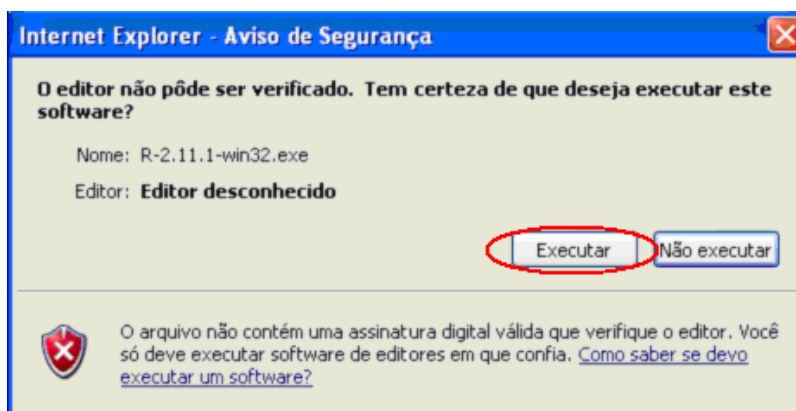 Internet Explorer - Aviso de Segurança
O editor não pôde ser verificado. Tem certeza de que deseja executar este
software?
Nome: R-2.11.1-win32.exe
Editor: Editor desconhecido
Executar
Não executar
O arquivo não contém uma assinatura digital válida que verifique o editor. Você
só deve executar software de editores em que confia. Como saber se devo
executar um software?